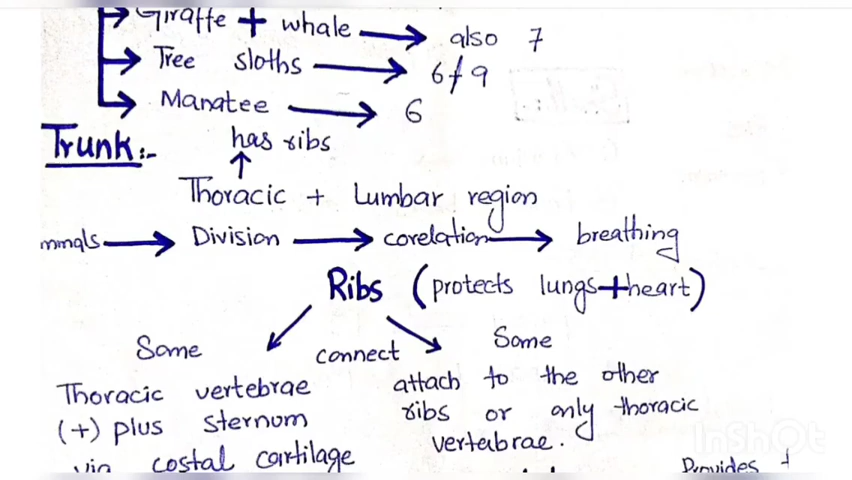 Giraffe + whale → also 7
Tree sloths → 6/9
Manatee → 6
Trunk:-
has ribs
Thoracic + Lumbar region
mmals → Division → corelation → breathing
Ribs (protects lungs+heart)
Some
Thoracic vertebrae
(+) plus sternum
via costal cartilage
connect
Some
attach to the other
ribs or only thoracic
vertebrae.
Provides
InShOt